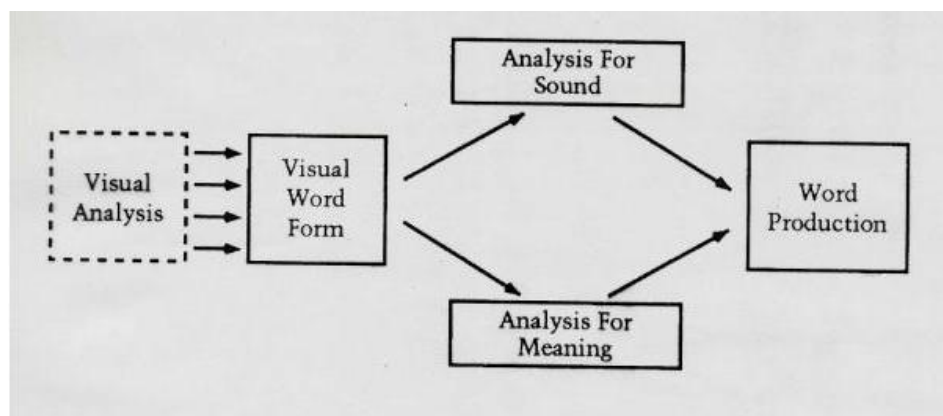 Analysis For
Sound
Visual
Analysis
Visual
Word
Form
Word
Production
Analysis For
Meaning